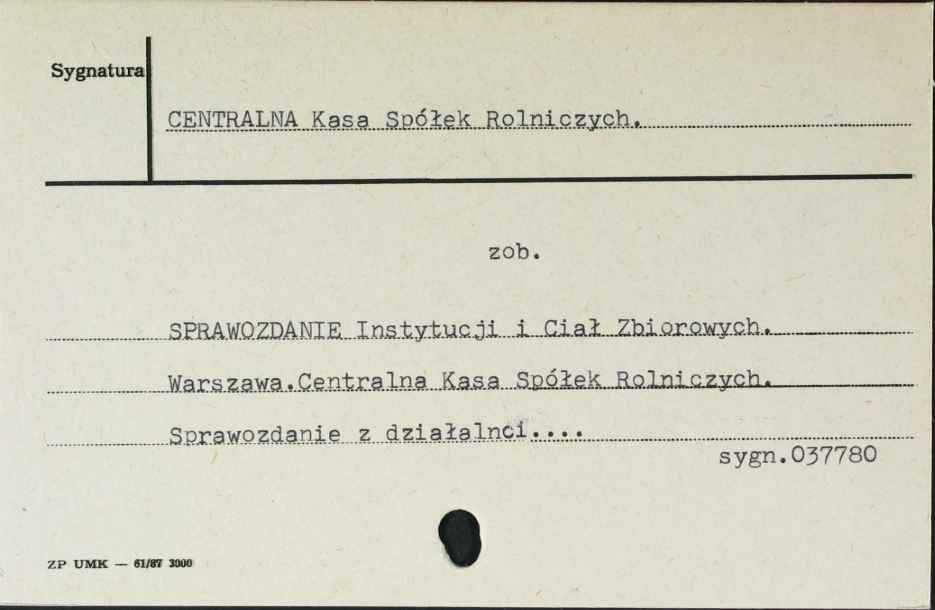 Sygnatura
CENTRALNA Kasa Spółek Rolniczych.
zob.
SPRAWOZDANIE Instytucji i Ciał Zbiorowych.
Warszawa.Centralna Kasa Spółek Rolniczych.
Sprawozdanie z działalnci....
sygn.037780
ZP UMK — 61/87 3000